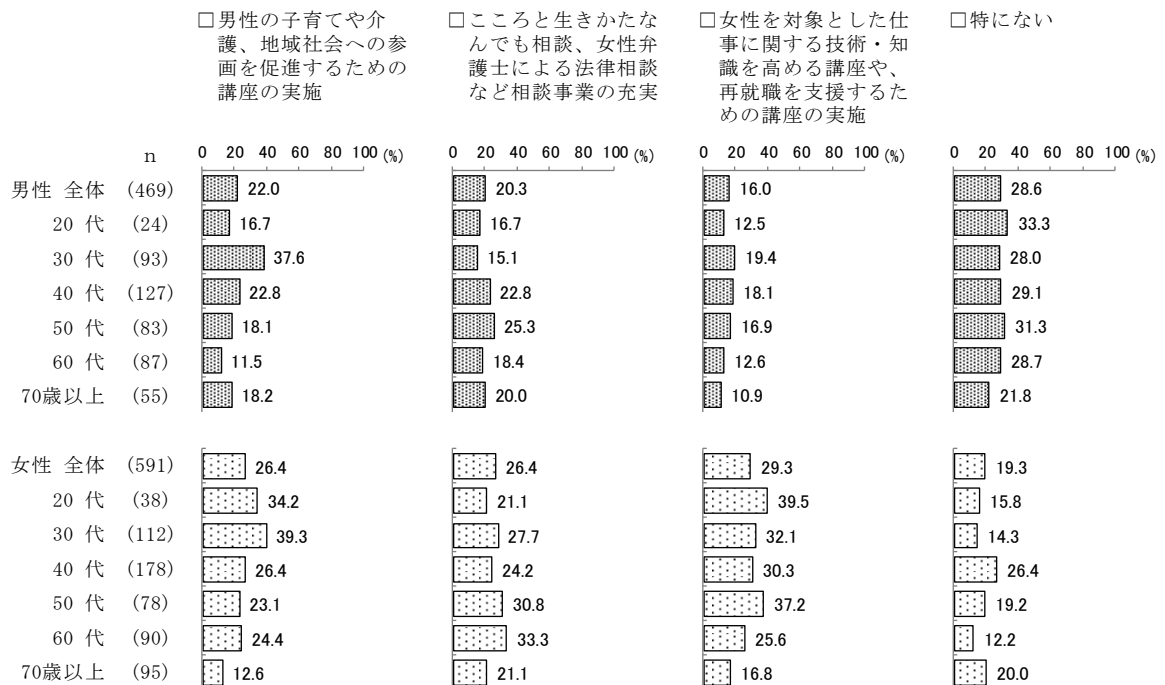 □男性の子育てや介
護、地域社会への参
画を促進するための
講座の実施
□こころと生きかたな
んでも相談、女性弁
護士による法律相談
など相談事業の充実
□女性を対象とした仕
事に関する技術・知
識を高める講座や、
再就職を支援するた
めの講座の実施
□特にない
n 0 20 40 60 80 100 (%) 0 20 40 60 80 100 (%) 0 20 40 60 80 100 (%) 0 20 40 60 80 100 (%)
男性 全体 (469) 22.0 20.3 16.0 28.6
20 代 (24) 16.7 16.7 12.5 33.3
30 代 (93) 37.6 15.1 19.4 28.0
40 代 (127) 22.8 22.8 18.1 29.1
50 代 (83) 18.1 25.3 16.9 31.3
60 代 (87) 11.5 18.4 12.6 28.7
70歳以上 (55) 18.2 20.0 10.9 21.8
女性 全体 (591) 26.4 26.4 29.3 19.3
20 代 (38) 34.2 21.1 39.5 15.8
30 代 (112) 39.3 27.7 32.1 14.3
40 代 (178) 26.4 24.2 30.3 26.4
50 代 (78) 23.1 30.8 37.2 19.2
60 代 (90) 24.4 33.3 25.6 12.2
70歳以上 (95) 12.6 21.1 16.8 20.0